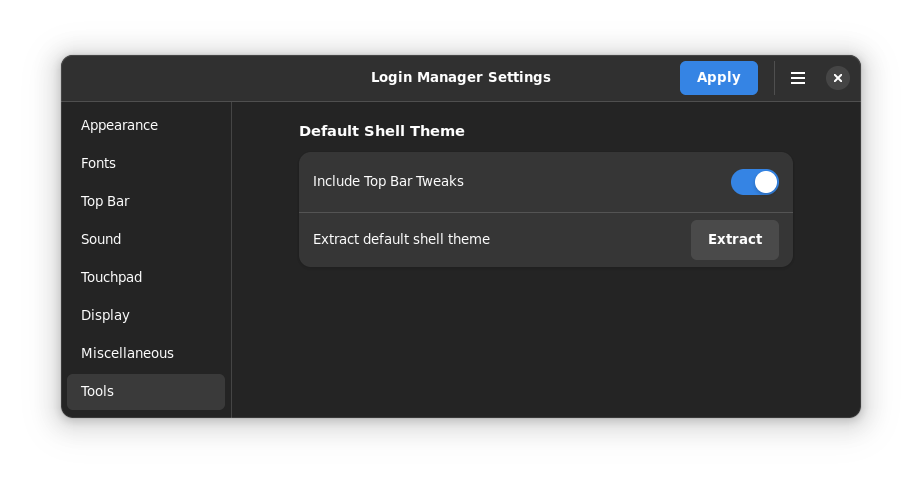 Login Manager Settings
Apply
Appearance
Fonts
Top Bar
Sound
Touchpad
Display
Miscellaneous
Tools
Default Shell Theme
Include Top Bar Tweaks
Extract default shell theme
Extract